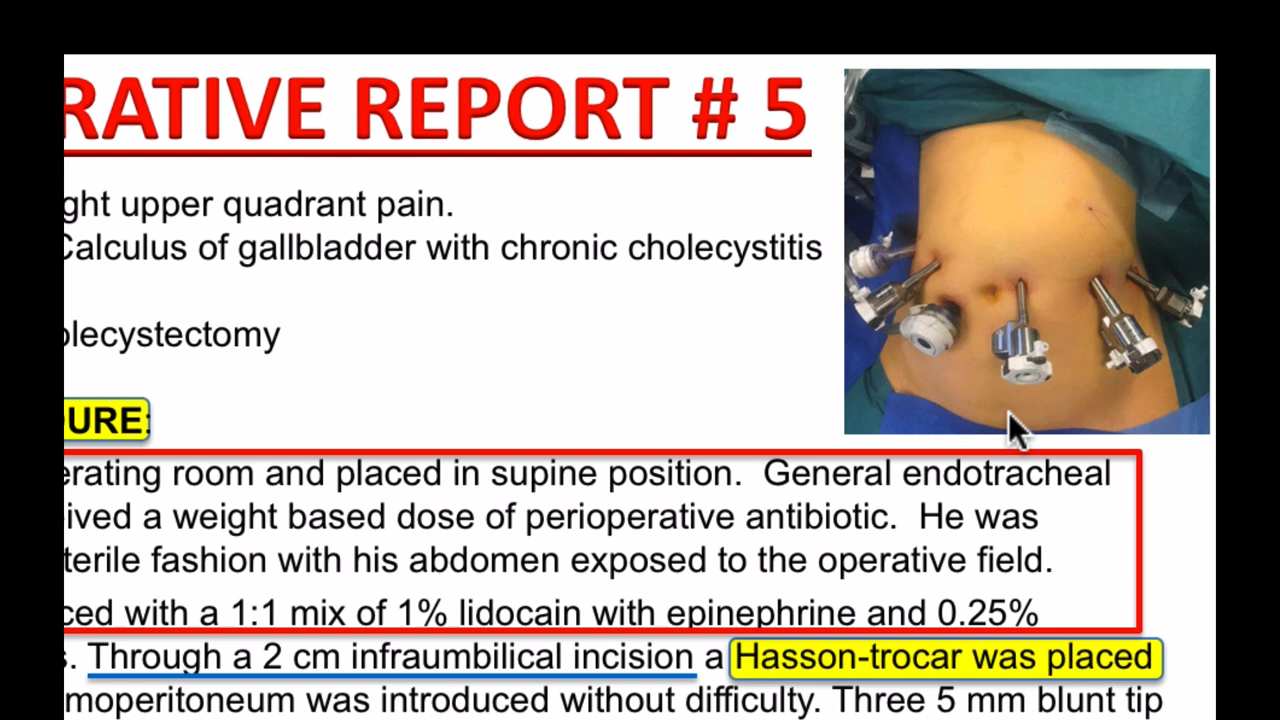 RATIVE REPORT # 5
ght upper quadrant pain.
Calculus of gallbladder with chronic cholecystitis
olecystectomy
DURE:
erating room and placed in supine position.  General endotracheal
eived a weight based dose of perioperative antibiotic.  He was
terile fashion with his abdomen exposed to the operative field.
ced with a 1:1 mix of 1% lidocain with epinephrine and 0.25%
s. Through a 2 cm infraumbilical incision a Hasson-trocar was placed
moperitoneum was introduced without difficulty. Three 5 mm blunt tip